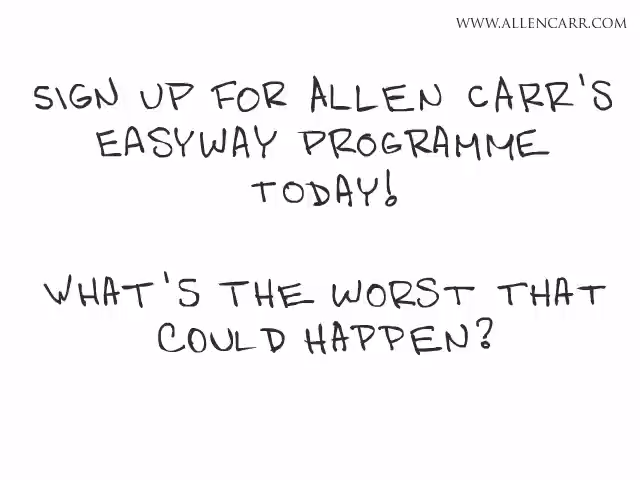 WWW.ALLENCARR.COM
SIGN UP FOR ALLEN CARR'S
EASYWAY PROGRAMME
TODAY!
WHAT'S THE WORST THAT
COULD HAPPEN?